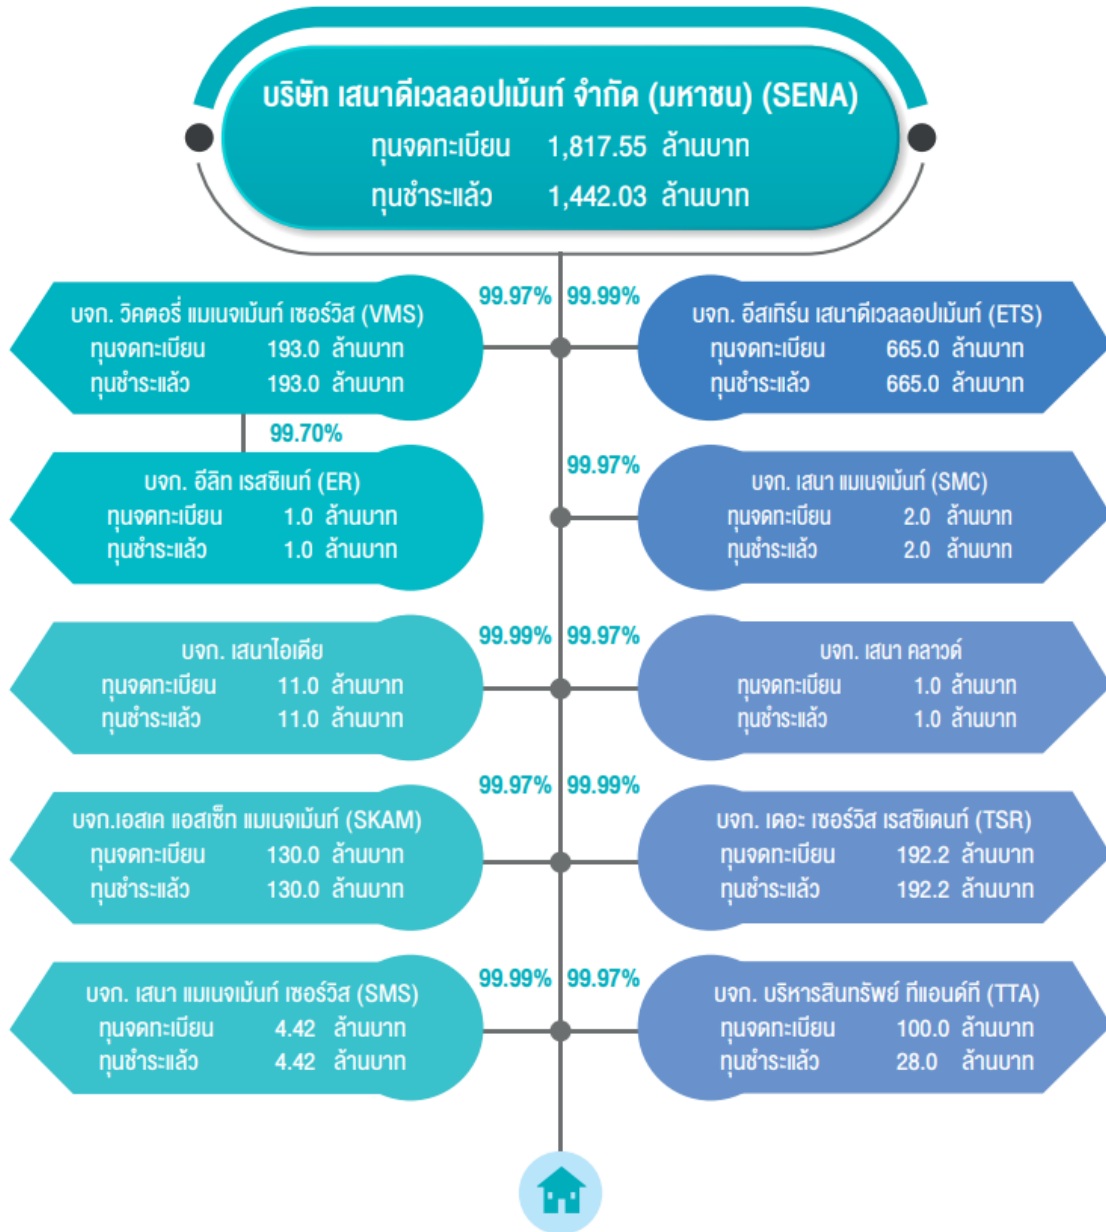 บริษัท เสนาดีเวลลอปเม้นท์ จำกัด (มหาชน) (SENA)
ทุนจดทะเบียน 1,817.55 ล้านบาท
ทุนชำระแล้ว 1,442.03 ล้านบาท
99.97% 99.99%
บจก. วิคตอรี่ แมเนจเม้นท์ เซอร์วิส (VMS)
ทุนจดทะเบียน 193.0 ล้านบาท
ทุนชำระแล้ว 193.0 ล้านบาท
บจก. อีสเทิร์น เสนาดีเวลลอปเม้นท์ (ETS)
ทุนจดทะเบียน 665.0 ล้านบาท
ทุนชำระแล้ว 665.0 ล้านบาท
99.70%
99.97%
บจก. อีลิท เรสซิเนท์ (ER)
ทุนจดทะเบียน 1.0 ล้านบาท
ทุนชำระแล้ว 1.0 ล้านบาท
บจก. เสนา แมเนจเม้นท์ (SMC)
ทุนจดทะเบียน 2.0 ล้านบาท
ทุนชำระแล้ว 2.0 ล้านบาท
99.99% 99.97%
บจก. เสนาไอเดีย
ทุนจดทะเบียน 11.0 ล้านบาท
ทุนชำระแล้ว 11.0 ล้านบาท
บจก. เสนา คลาวด์
ทุนจดทะเบียน 1.0 ล้านบาท
ทุนชำระแล้ว 1.0 ล้านบาท
99.97% 99.99%
บจก.เอสเค แอสเซ็ท แมเนจเม้นท์ (SKAM)
ทุนจดทะเบียน 130.0 ล้านบาท
ทุนชำระแล้ว 130.0 ล้านบาท
บจก. เดอะ เซอร์วิส เรสซิเดนท์ (TSR)
ทุนจดทะเบียน 192.2 ล้านบาท
ทุนชำระแล้ว 192.2 ล้านบาท
99.99% 99.97%
บจก. เสนา แมเนจเม้นท์ เซอร์วิส (SMS)
ทุนจดทะเบียน 4.42 ล้านบาท
ทุนชำระแล้ว 4.42 ล้านบาท
บจก. บริหารสินทรัพย์ ทีแอนด์ที (TTA)
ทุนจดทะเบียน 100.0 ล้านบาท
ทุนชำระแล้ว 28.0 ล้านบาท